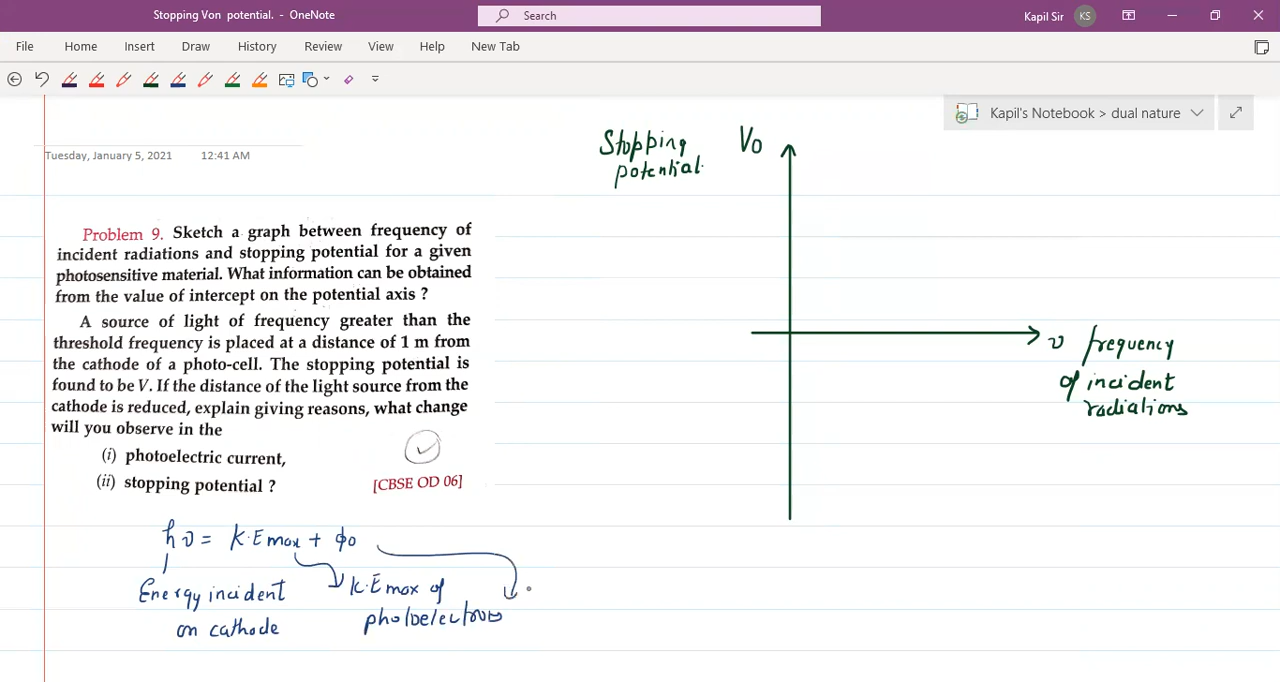 Stopping Von potential. - OneNote
Search
Kapil Sir KS
File Home Insert Draw History Review View Help New Tab
Kapil's Notebook > dual nature
Tuesday, January 5, 2021 12:41 AM
Problem 9. Sketch a graph between frequency of
incident radiations and stopping potential for a given
photosensitive material. What information can be obtained
from the value of intercept on the potential axis ?
A source of light of frequency greater than the
threshold frequency is placed at a distance of 1 m from
the cathode of a photo-cell. The stopping potential is
found to be V. If the distance of the light source from the
cathode is reduced, explain giving reasons, what change
will you observe in the
(i) photoelectric current,
(ii) stopping potential ?
[CBSE OD 06]
hν = K.Emax + ϕ0
Energy incident
on cathode
K.Emax of
photoelectrons
Stopping
potential.
V0
ν frequency
of incident
radiations